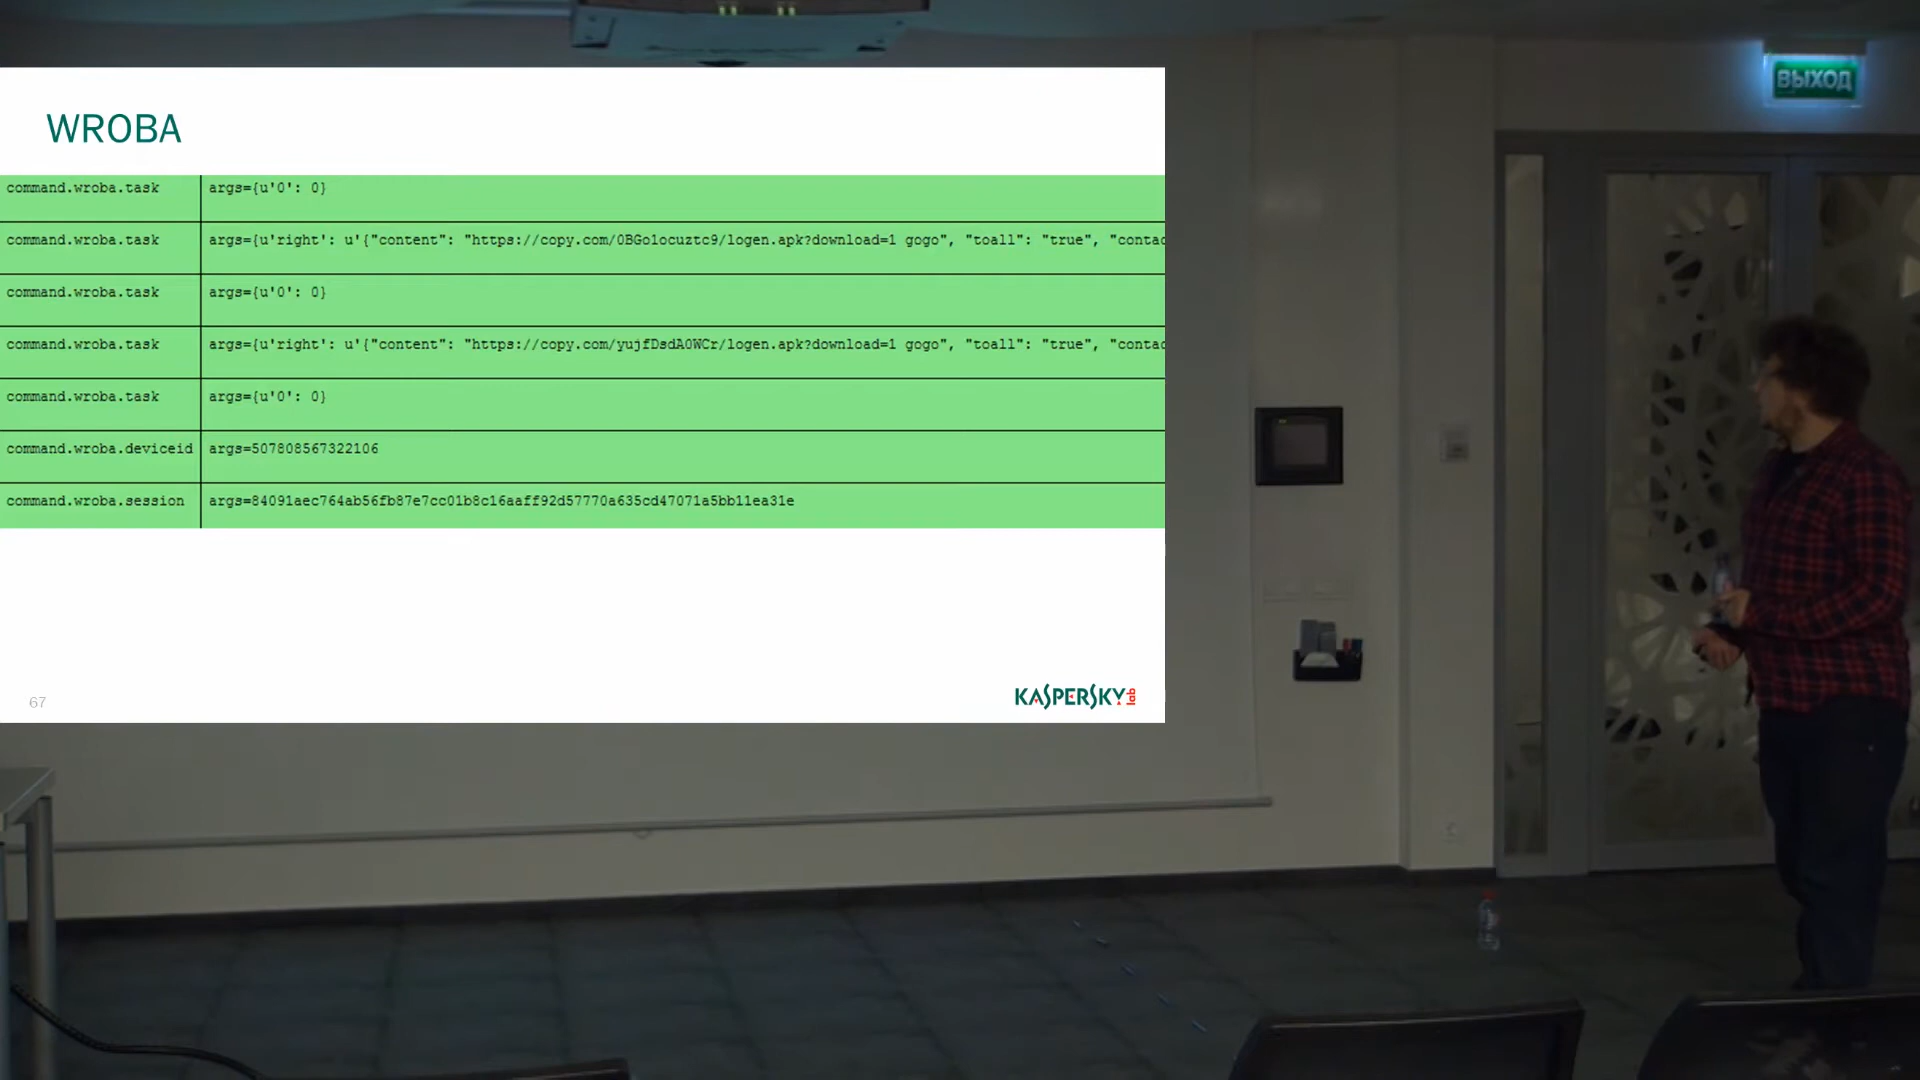 ВЫХОД
WROBA
command.wroba.task args={u'0': 0}
command.wroba.task args={u'right': u'{"content": "https://copy.com/0BGolocuztc9/logen.apk?download=1 gogo", "toall": "true", "contac
command.wroba.task args={u'0': 0}
command.wroba.task args={u'right': u'{"content": "https://copy.com/yujfDsdA0WCr/logen.apk?download=1 gogo", "toall": "true", "contac
command.wroba.task args={u'0': 0}
command.wroba.deviceid args=507808567322106
command.wroba.session args=84091aec764ab56fb87e7cc01b8c16aaff92d57770a635cd47071a5bb11ea31e
67
KASPERSKY lab